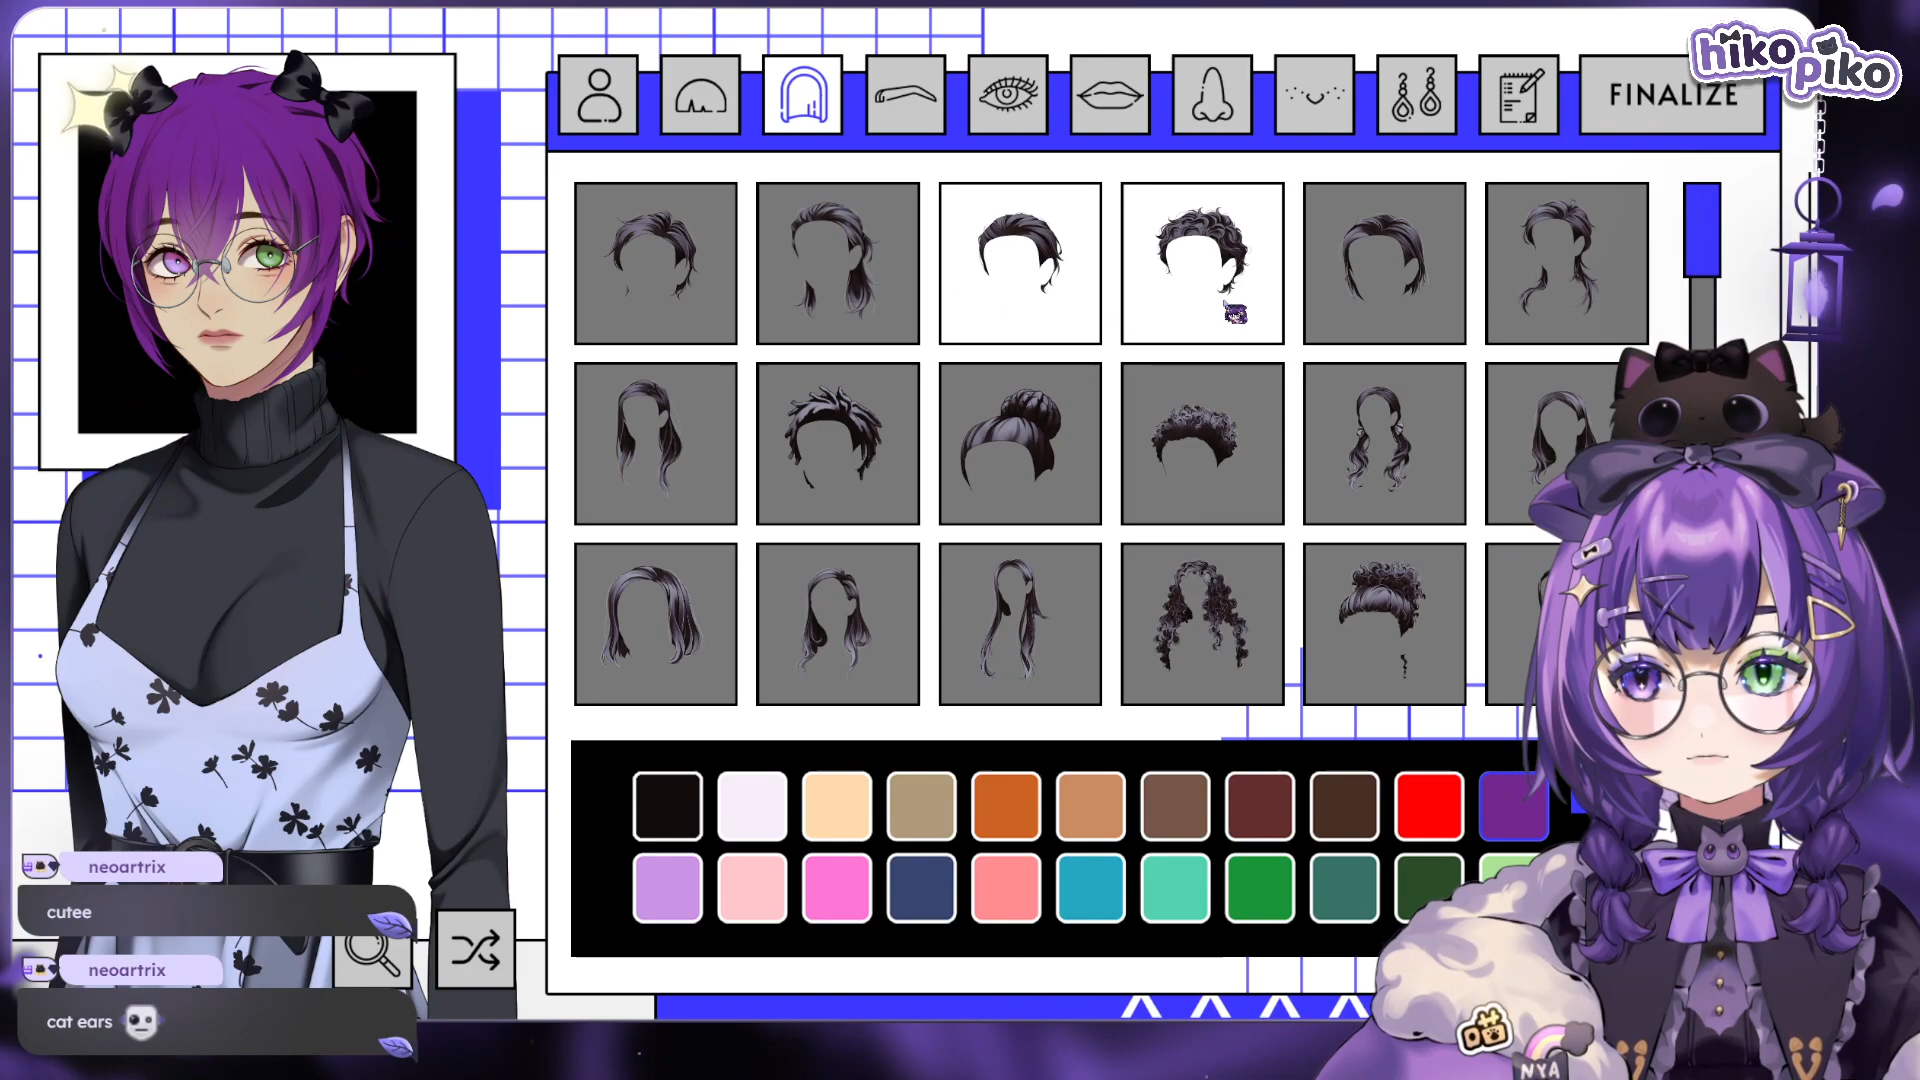 hiko
piko
FINALIZE
neoartrix
cutee
neoartrix
cat ears
NYA